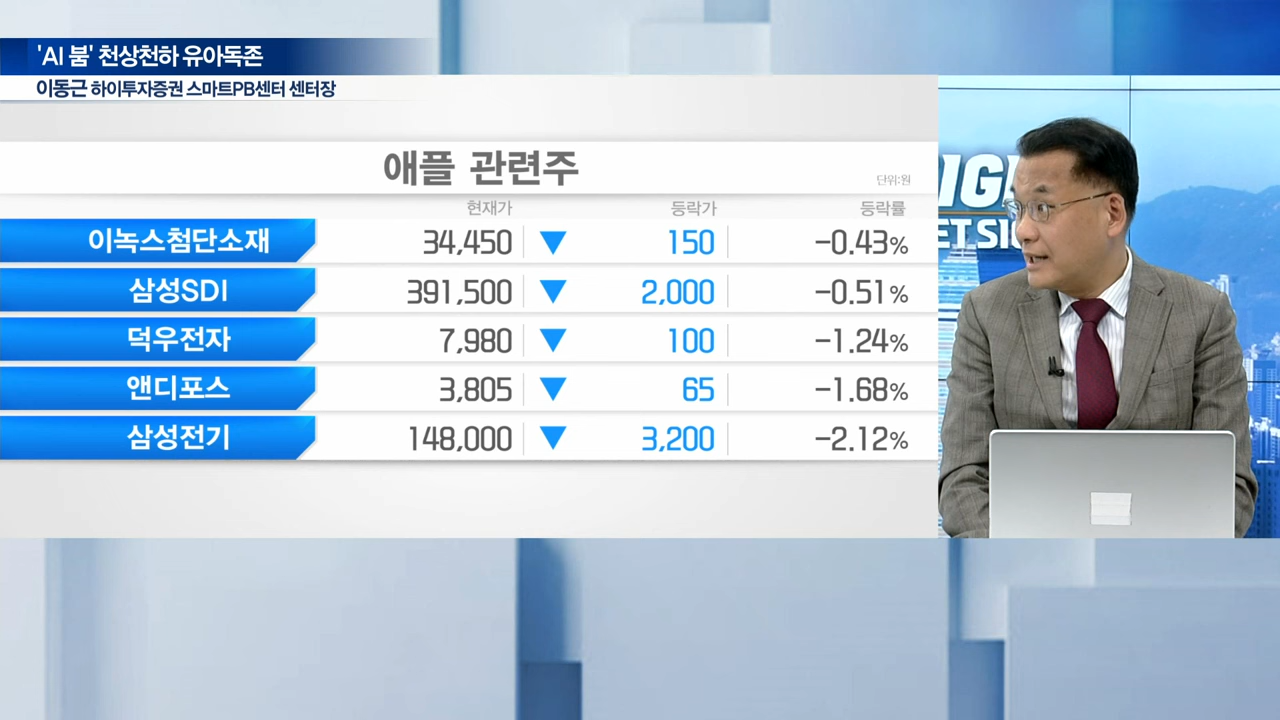 'AI 붐' 천상천하 유아독존
이동근 하이투자증권 스마트PB센터 센터장
애플 관련주
단위:원
현재가 등락가 등락률
이녹스첨단소재 34,450 ▼ 150 -0.43%
삼성SDI 391,500 ▼ 2,000 -0.51%
덕우전자 7,980 ▼ 100 -1.24%
앤디포스 3,805 ▼ 65 -1.68%
삼성전기 148,000 ▼ 3,200 -2.12%